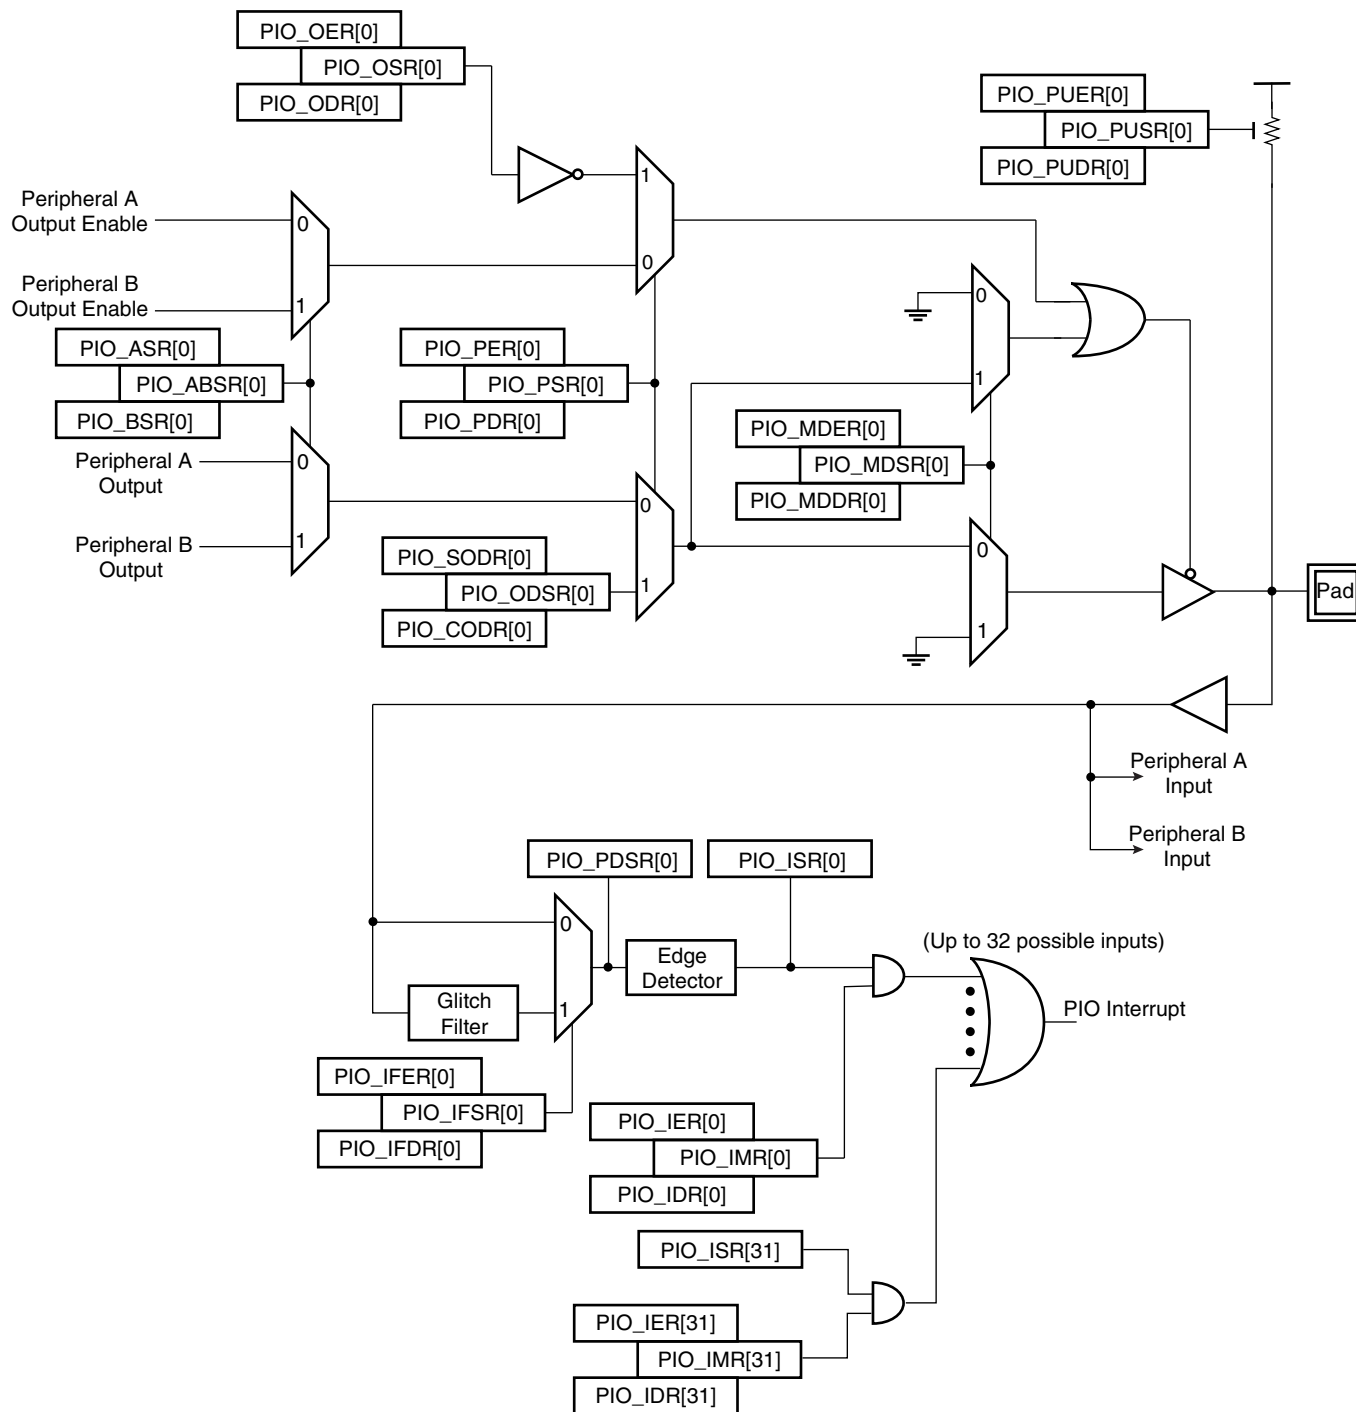 PIO_OER[0]
PIO_OSR[0]
PIO_ODR[0]
PIO_PUER[0]
PIO_PUSR[0]
PIO_PUDR[0]
1
0
Peripheral A
Output Enable
0
Peripheral B
Output Enable
1
0
1
PIO_ASR[0]
PIO_ABSR[0]
PIO_BSR[0]
PIO_PER[0]
PIO_PSR[0]
PIO_PDR[0]
PIO_MDER[0]
PIO_MDSR[0]
PIO_MDDR[0]
Peripheral A
Output
0
Peripheral B
Output
1
0
1
PIO_SODR[0]
PIO_ODSR[0]
PIO_CODR[0]
0
1
Pad
Peripheral A
Input
Peripheral B
Input
PIO_PDSR[0]
PIO_ISR[0]
0
1
Edge
Detector
Glitch
Filter
(Up to 32 possible inputs)
PIO Interrupt
PIO_IFER[0]
PIO_IFSR[0]
PIO_IFDR[0]
PIO_IER[0]
PIO_IMR[0]
PIO_IDR[0]
PIO_ISR[31]
PIO_IER[31]
PIO_IMR[31]
PIO_IDR[31]